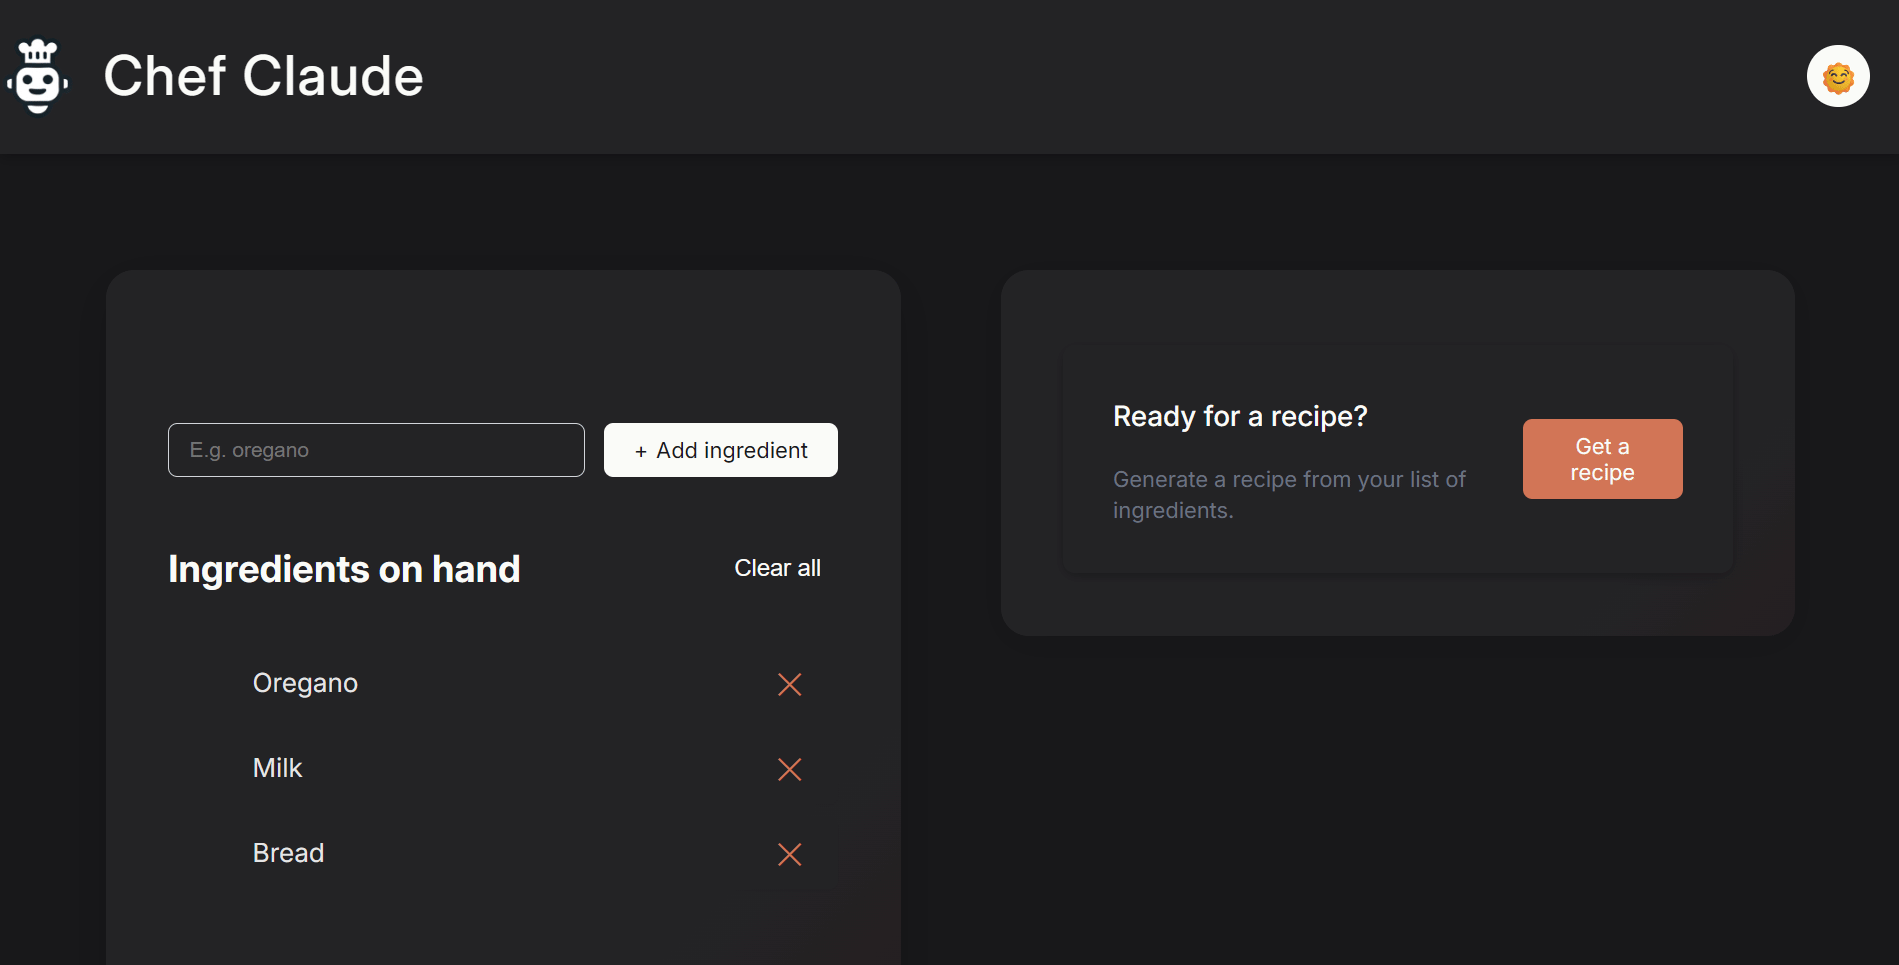 Chef Claude
E.g. oregano
+ Add ingredient
Ingredients on hand
Clear all
Oregano
Milk
Bread
Ready for a recipe?
Generate a recipe from your list of
ingredients.
Get a
recipe